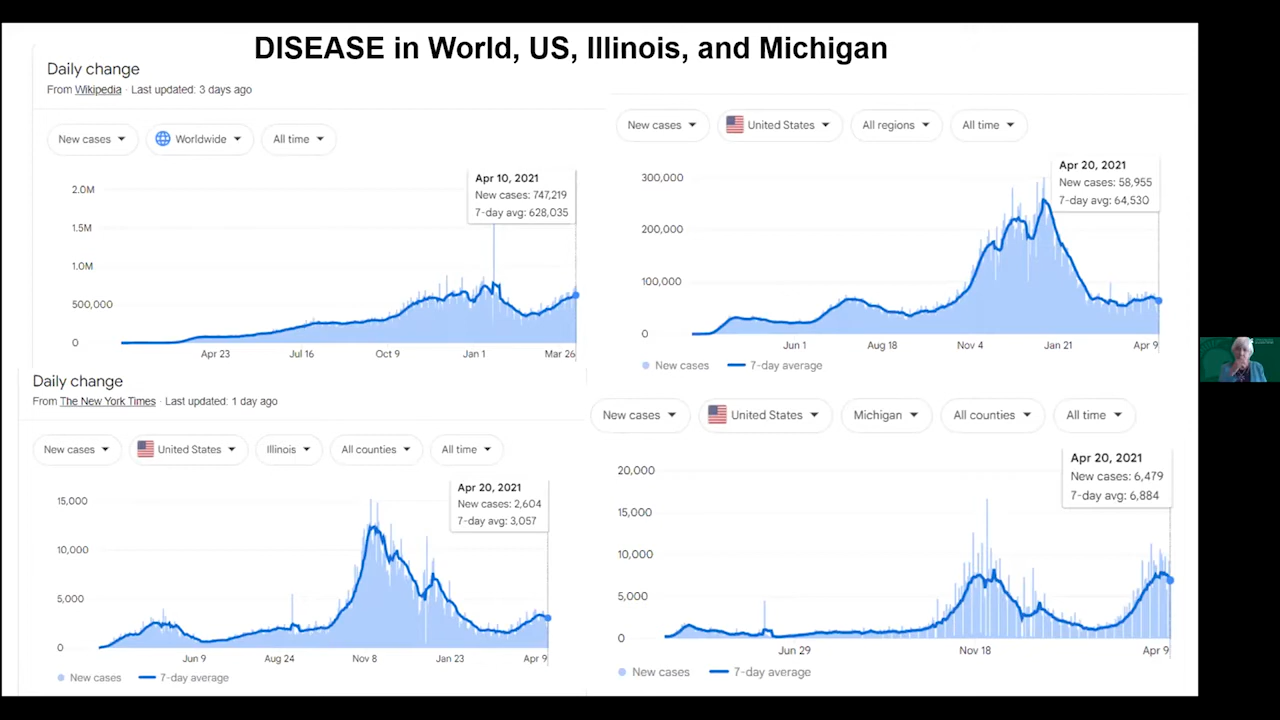 DISEASE in World, US, Illinois, and Michigan
Daily change
From Wikipedia · Last updated: 3 days ago
New cases Worldwide All time
Apr 10, 2021
New cases: 747,219
7-day avg: 628,035
2.0M
1.5M
1.0M
500,000
0
Apr 23 Jul 16 Oct 9 Jan 1 Mar 26
New cases United States All regions All time
Apr 20, 2021
New cases: 58,955
7-day avg: 64,530
300,000
200,000
100,000
0
Jun 1 Aug 18 Nov 4 Jan 21 Apr 9
New cases 7-day average
Daily change
From The New York Times · Last updated: 1 day ago
New cases United States Illinois All counties All time
Apr 20, 2021
New cases: 2,604
7-day avg: 3,057
15,000
10,000
5,000
0
Jun 9 Aug 24 Nov 8 Jan 23 Apr 9
New cases 7-day average
New cases United States Michigan All counties All time
Apr 20, 2021
New cases: 6,479
7-day avg: 6,884
20,000
15,000
10,000
5,000
0
Jun 29 Nov 18 Apr 9
New cases 7-day average